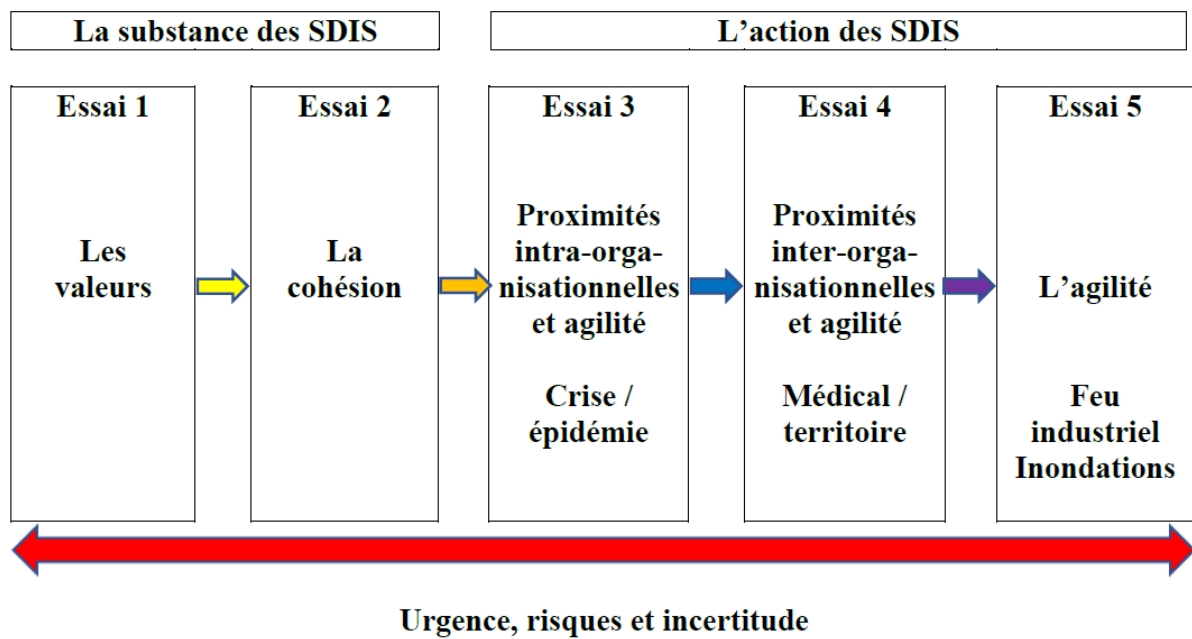 La substance des SDIS
L’action des SDIS
Essai 1
Les
valeurs
Essai 2
La
cohésion
Essai 3
Proximités
intra-orga-
nisationnelles
et agilité
Crise /
épidémie
Essai 4
Proximités
inter-orga-
nisationnelles
et agilité
Médical /
territoire
Essai 5
L’agilité
Feu
industriel
Inondations
Urgence, risques et incertitude